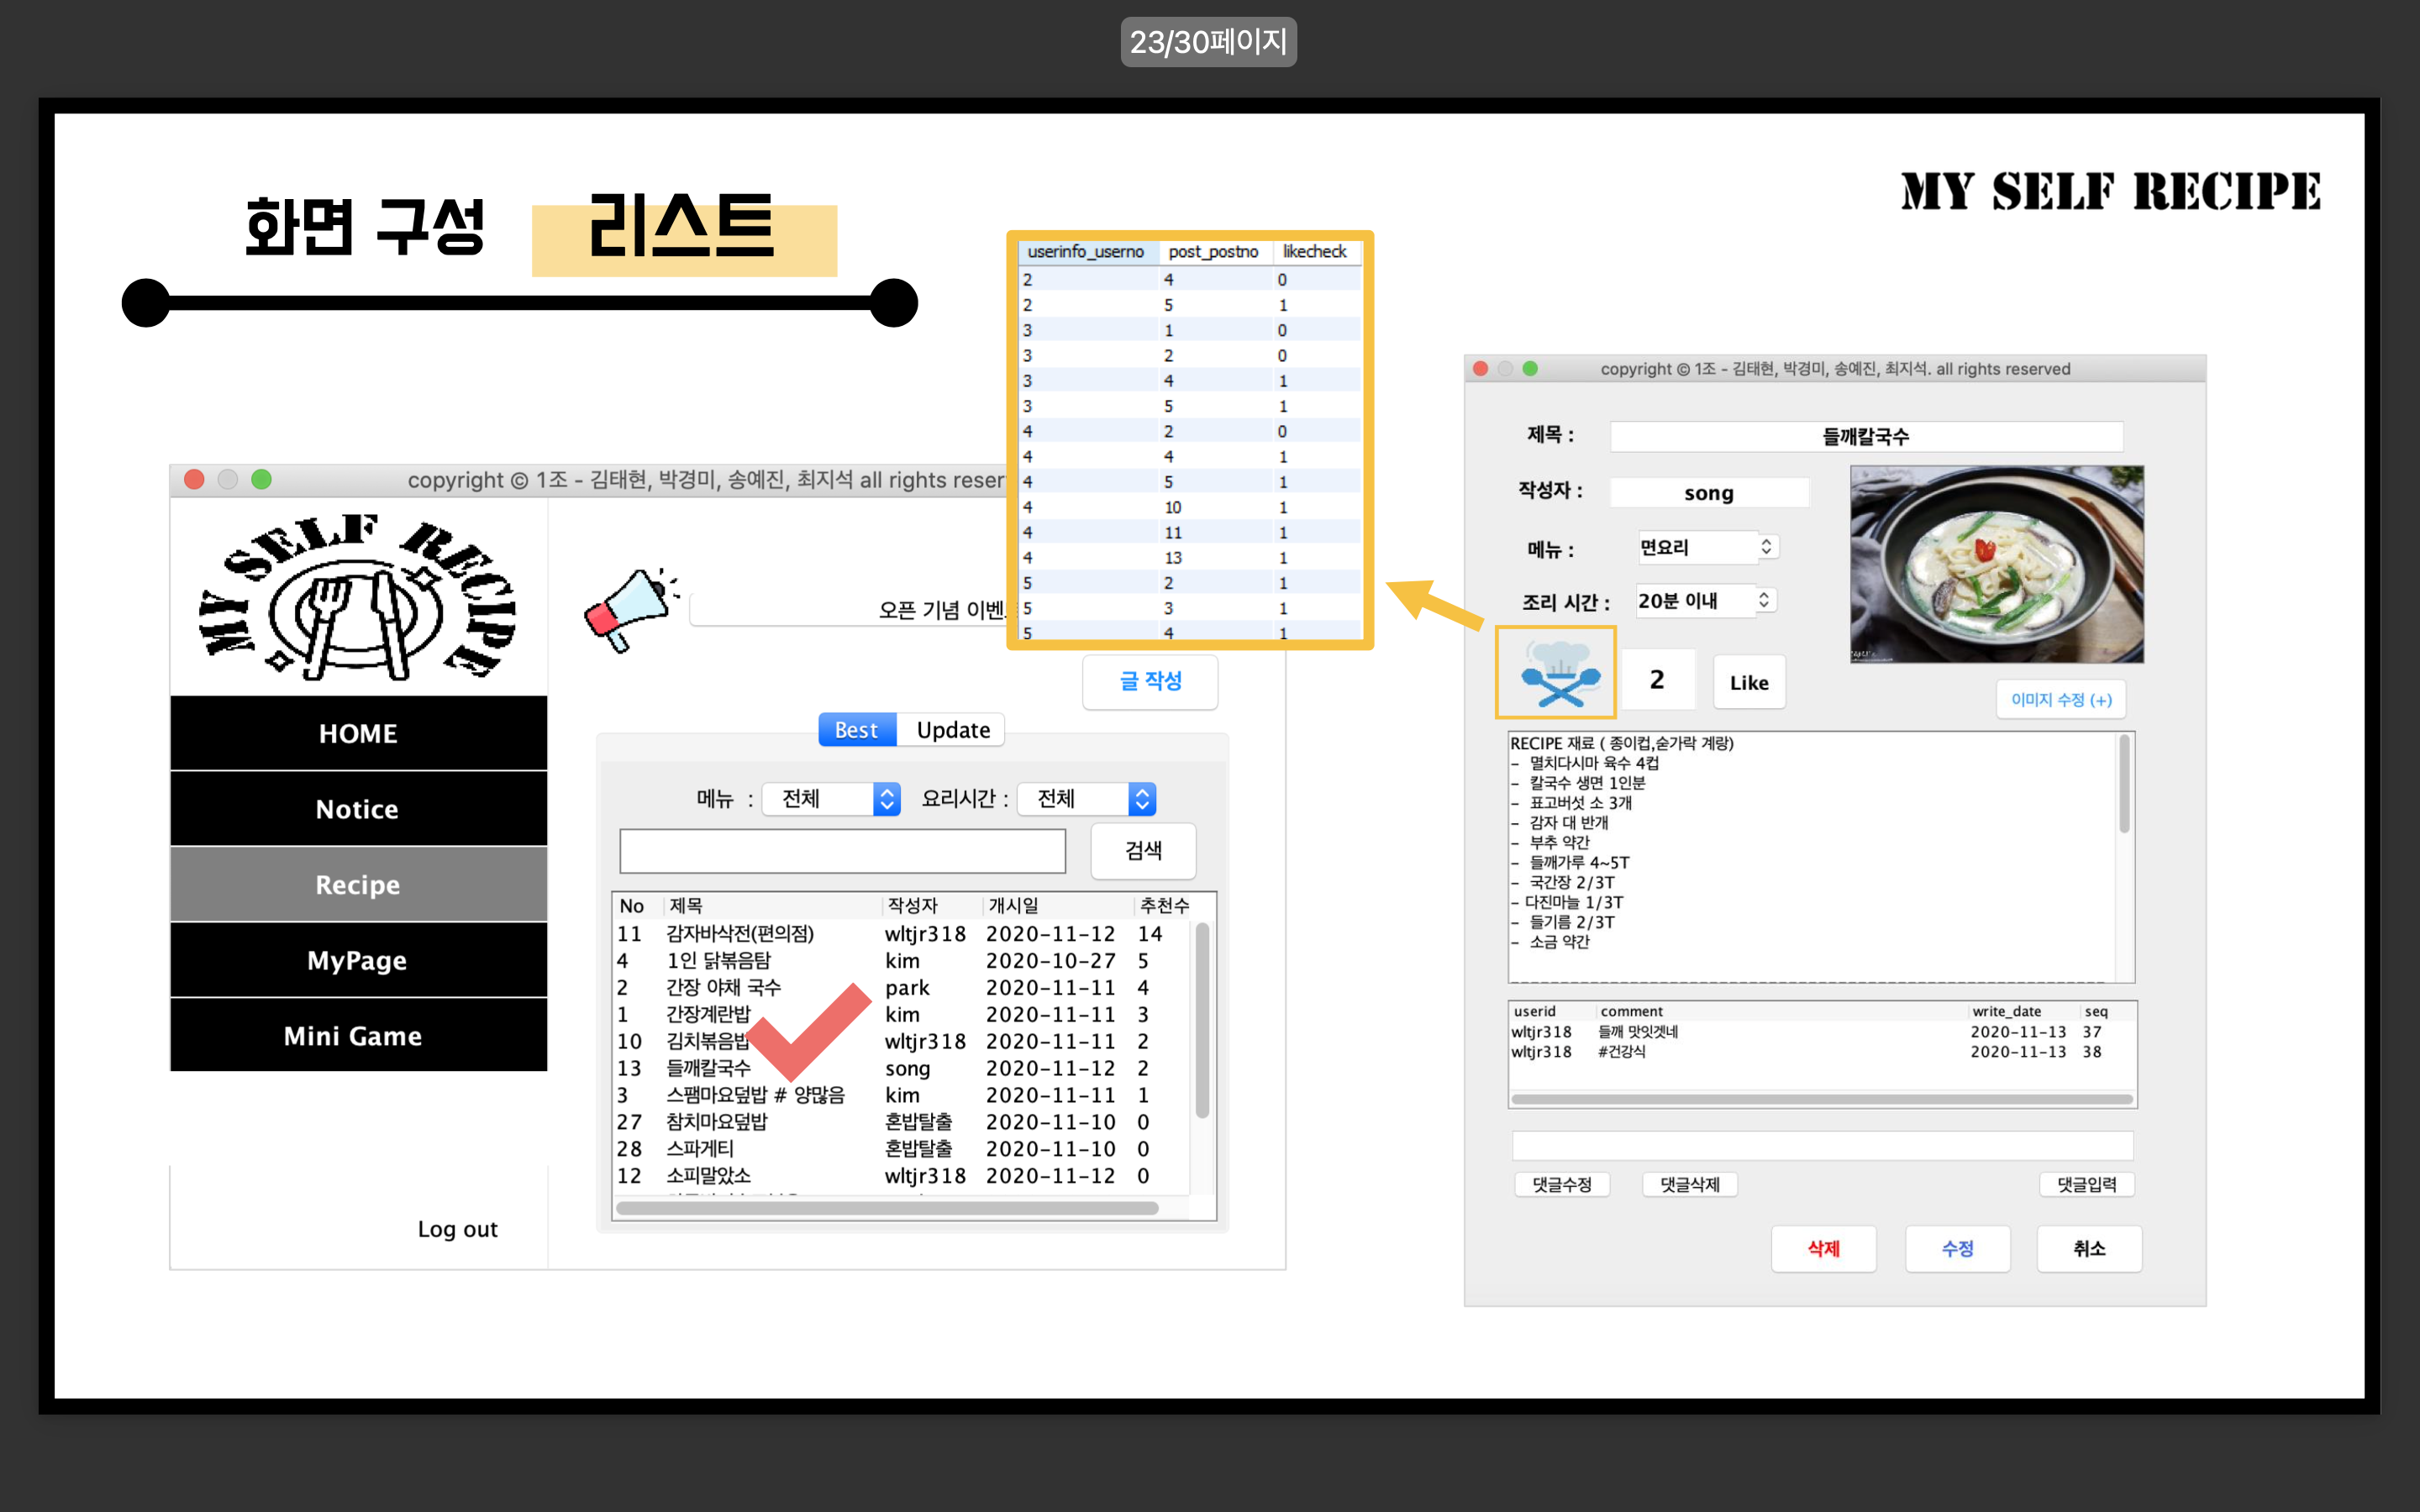 23/30페이지
화면 구성 리스트
MY SELF RECIPE
userinfo_userno post_postno likecheck
2 4 0
2 5 1
3 1 0
3 2 0
3 4 1
3 5 1
4 2 0
4 4 1
4 5 1
4 10 1
4 11 1
4 13 1
5 2 1
5 3 1
5 4 1
copyright © 1조 - 김태현, 박경미, 송예진, 최지석 all rights reser
MY SELF RECIPE
HOME
Notice
Recipe
MyPage
Mini Game
Log out
오픈 기념 이벤
글 작성
Best Update
메뉴 : 전체 요리시간 : 전체
검색
No 제목 작성자 개시일 추천수
11 감자바삭전(편의점) wltjr318 2020-11-12 14
4 1인 닭볶음탕 kim 2020-10-27 5
2 간장 야채 국수 park 2020-11-11 4
1 간장계란밥 kim 2020-11-11 3
10 김치볶음밥 wltjr318 2020-11-11 2
13 들깨칼국수 song 2020-11-12 2
3 스팸마요덮밥 # 양많음 kim 2020-11-11 1
27 참치마요덮밥 혼밥탈출 2020-11-10 0
28 스파게티 혼밥탈출 2020-11-10 0
12 소피말았소 wltjr318 2020-11-12 0
copyright © 1조 - 김태현, 박경미, 송예진, 최지석. all rights reserved
제목 : 들깨칼국수
작성자 : song
메뉴 : 면요리
조리 시간 : 20분 이내
2 Like
이미지 수정 (+)
RECIPE 재료 ( 종이컵,숟가락 계랑)
- 멸치다시마 육수 4컵
- 칼국수 생면 1인분
- 표고버섯 소 3개
- 감자 대 반개
- 부추 약간
- 들깨가루 4~5T
- 국간장 2/3T
- 다진마늘 1/3T
- 들기름 2/3T
- 소금 약간
userid comment write_date seq
wltjr318 들깨 맛잇겟네 2020-11-13 37
wltjr318 #건강식 2020-11-13 38
댓글수정 댓글삭제 댓글입력
삭제 수정 취소